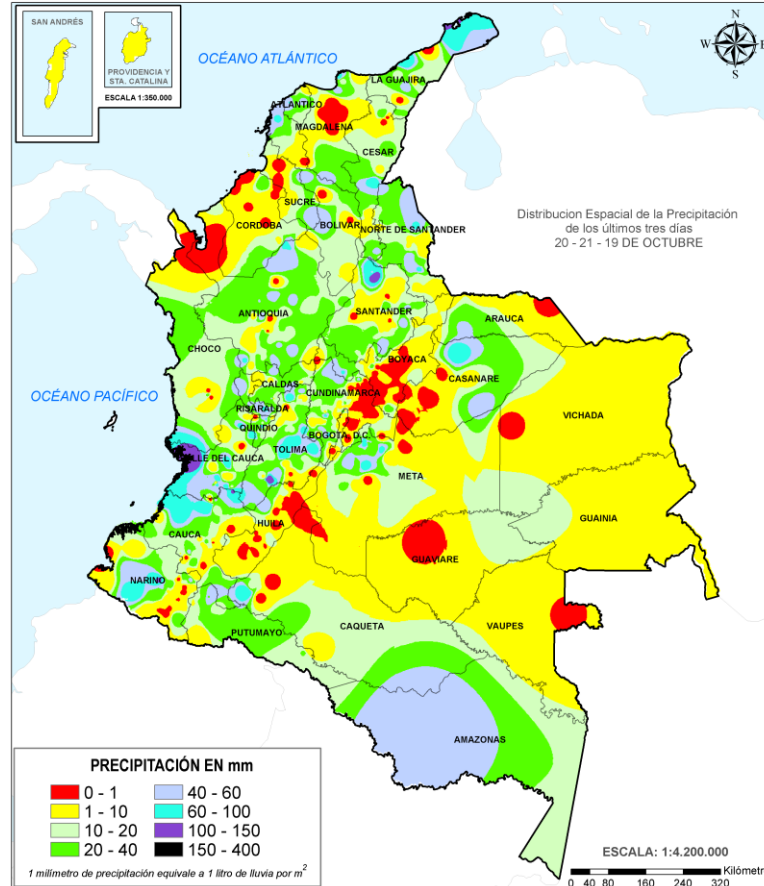 SAN ANDRÉS
PROVIDENCIA Y
STA. CATALINA
ESCALA 1:350.000
OCÉANO ATLÁNTICO
N
W
E
S
LA GUAJIRA
ATLANTICO
MAGDALENA
CESAR
SUCRE
CORDOBA
BOLIVAR
NORTE DE SANTANDER
Distribucion Espacial de la Precipitación
de los últimos tres días
20 - 21 - 19 DE OCTUBRE
ANTIOQUIA
SANTANDER
ARAUCA
CHOCO
BOYACA
CASANARE
OCÉANO PACÍFICO
CALDAS
CUNDINAMARCA
RISARALDA
VICHADA
QUINDIO
BOGOTA, D.C.
TOLIMA
VALLE DEL CAUCA
META
GUAINIA
HUILA
CAUCA
GUAVIARE
NARINO
PUTUMAYO
CAQUETA
VAUPES
AMAZONAS
PRECIPITACIÓN EN mm
0 - 1
40 - 60
1 - 10
60 - 100
10 - 20
100 - 150
20 - 40
150 - 400
1 milímetro de precipitación equivale a 1 litro de lluvia por m²
ESCALA: 1:4.200.000
0 40 80 160 240 320